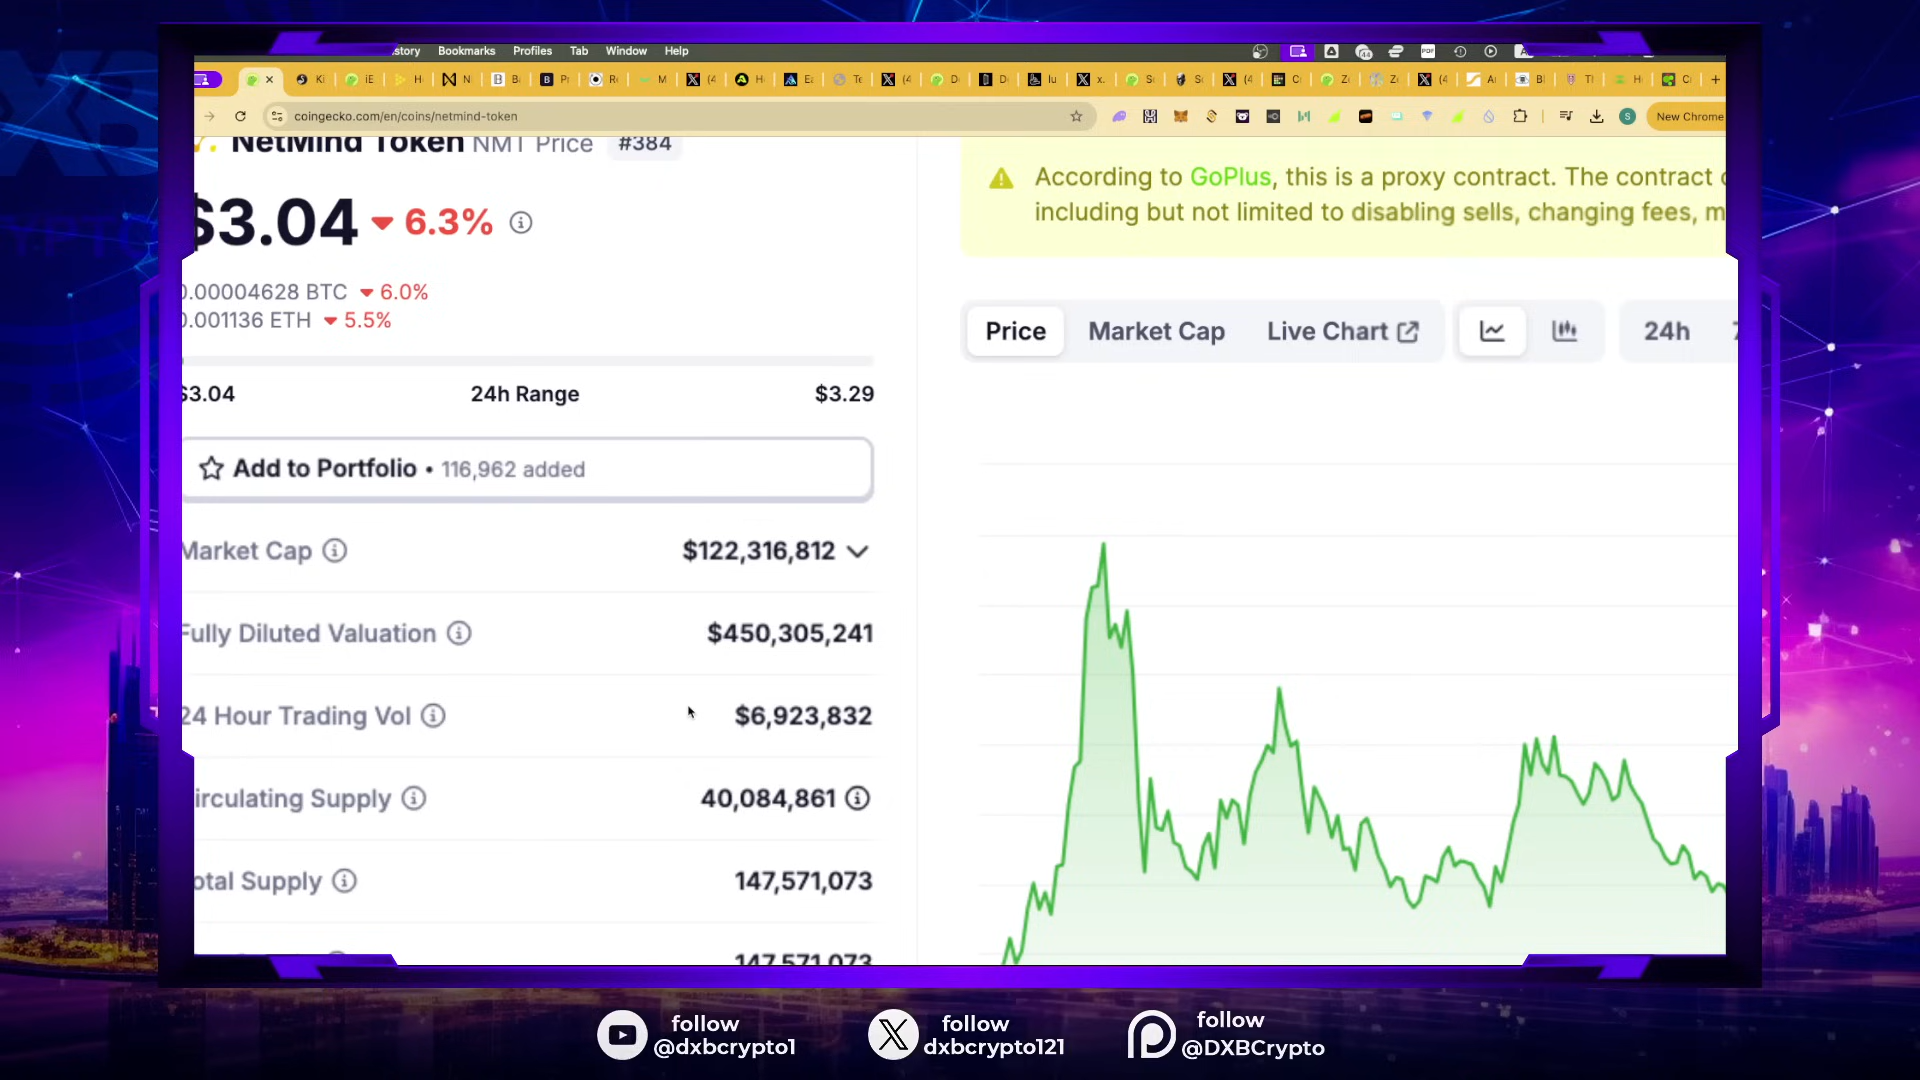 story Bookmarks Profiles Tab Window Help
coingecko.com/en/coins/netmind-token
New Chrome
NetMind Token NMT Price #384
$3.04 6.3%
0.00004628 BTC 6.0%
0.001136 ETH 5.5%
$3.04 24h Range $3.29
Add to Portfolio • 116,962 added
Market Cap $122,316,812
Fully Diluted Valuation $450,305,241
24 Hour Trading Vol $6,923,832
irculating Supply 40,084,861
otal Supply 147,571,073
147,571,073
According to GoPlus, this is a proxy contract. The contract
including but not limited to disabling sells, changing fees, m
Price Market Cap Live Chart 24h
follow
@dxbcrypto1
follow
dxbcrypto121
follow
@DXBCrypto